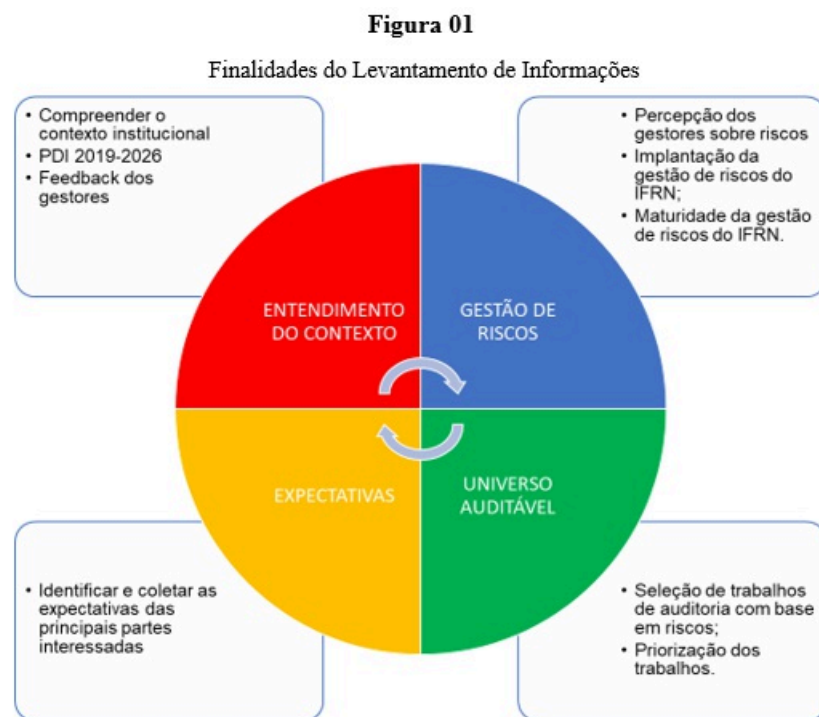 Figura 01
Finalidades do Levantamento de Informações
• Compreender o
contexto institucional
• PDI 2019-2026
• Feedback dos
gestores
• Percepção dos
gestores sobre riscos
• Implantação da
gestão de riscos do
IFRN;
• Maturidade da gestão
de riscos do IFRN.
ENTENDIMENTO
DO CONTEXTO
GESTÃO DE
RISCOS
EXPECTATIVAS
UNIVERSO
AUDITÁVEL
• Identificar e coletar as
expectativas das
principais partes
interessadas
• Seleção de trabalhos
de auditoria com base
em riscos;
• Priorização dos
trabalhos.